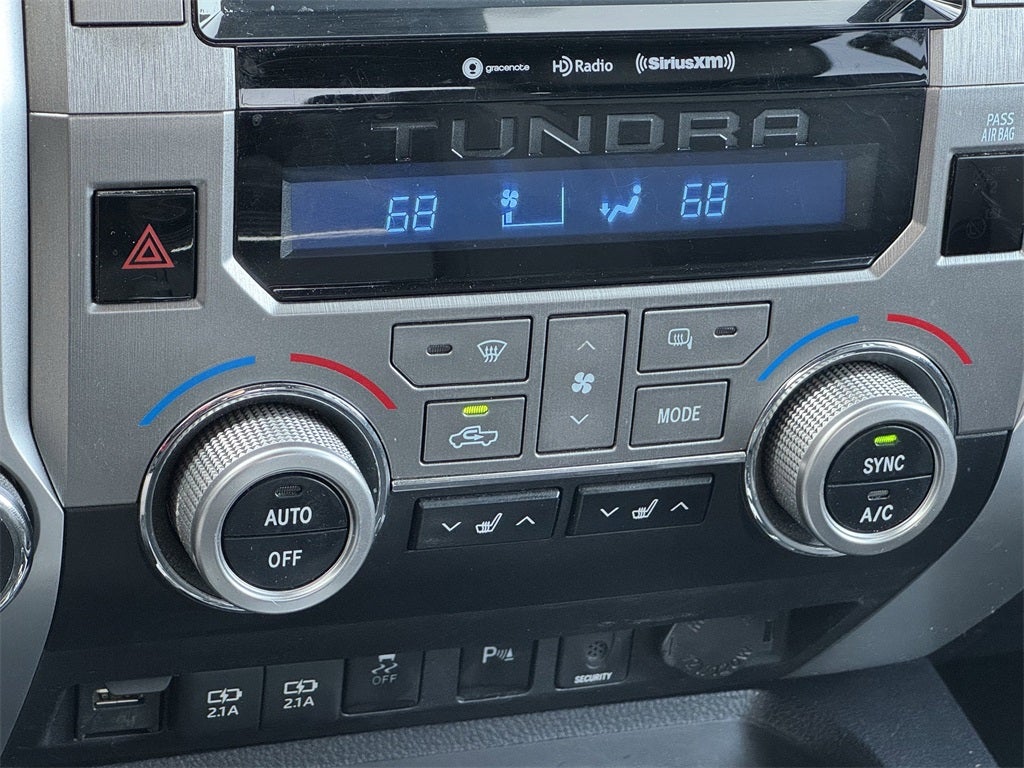 gracenote HD Radio ((SiriusXM))
PASS
AIR BAG
TUNDRA
68 68
MODE
SYNC
A/C
AUTO
OFF
2.1A
2.1A
OFF
P
SECURITY